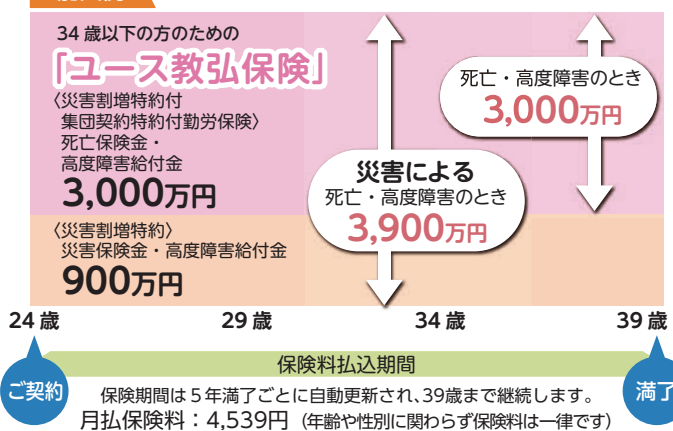 34歳以下の方のための
「ユース教弘保険」
〈災害割増特約付
集団契約特約付勤労保険〉
死亡保険金・
高度障害給付金
3,000万円
死亡・高度障害のとき
3,000万円
災害による
死亡・高度障害のとき
3,900万円
〈災害割増特約〉
災害保険金・高度障害給付金
900万円
24歳 29歳 34歳 39歳
保険料払込期間
ご契約
満了
保険期間は5年満了ごとに自動更新され、39歳まで継続します。
月払保険料：4,539円（年齢や性別に関わらず保険料は一律です）